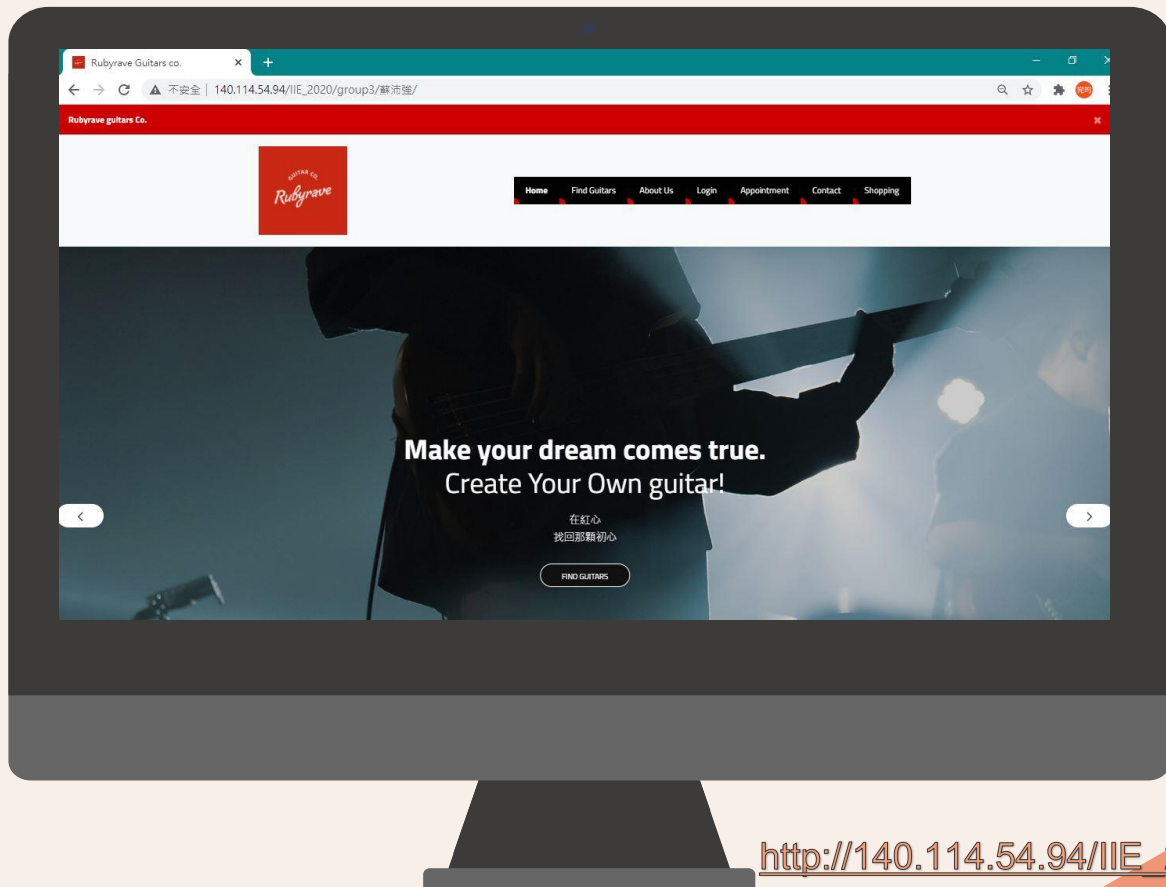 Rubyrave Guitars co.
不安全 | 140.114.54.94/IIE_2020/group3/蘇沛強/
Rubyrave guitars Co.
GUITAR CO.
Rubyrave
Home Find Guitars About Us Login Appointment Contact Shopping
Make your dream comes true.
Create Your Own guitar!
在紅心
找回那顆初心
FIND GUITARS
http://140.114.54.94/IIE_